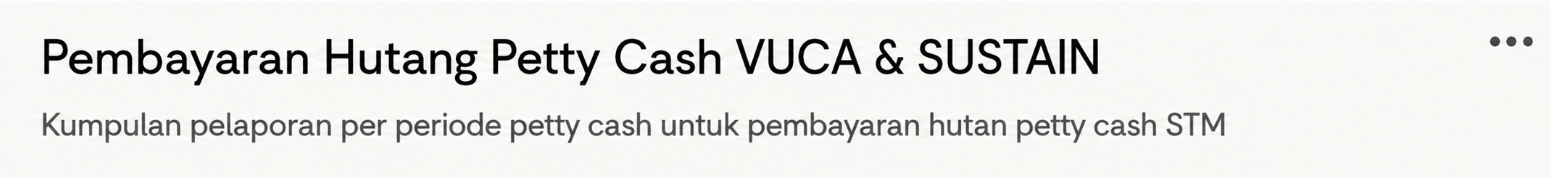 Pembayaran Hutang Petty Cash VUCA & SUSTAIN
Kumpulan pelaporan per periode petty cash untuk pembayaran hutan petty cash STM